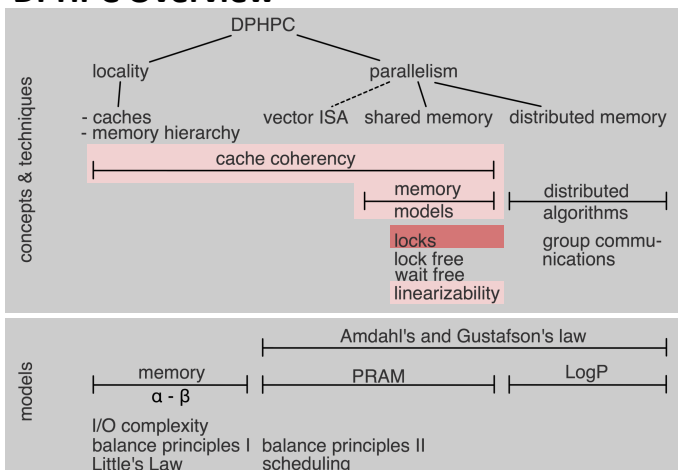 DPHPC Overview
DPHPC
locality
parallelism
- caches
- memory hierarchy
vector ISA
shared memory
distributed memory
concepts & techniques
cache coherency
memory
models
distributed
algorithms
locks
lock free
wait free
linearizability
group commu-
nications
models
Amdahl's and Gustafson's law
memory
α - β
PRAM
LogP
I/O complexity
balance principles I
Little's Law
balance principles II
scheduling